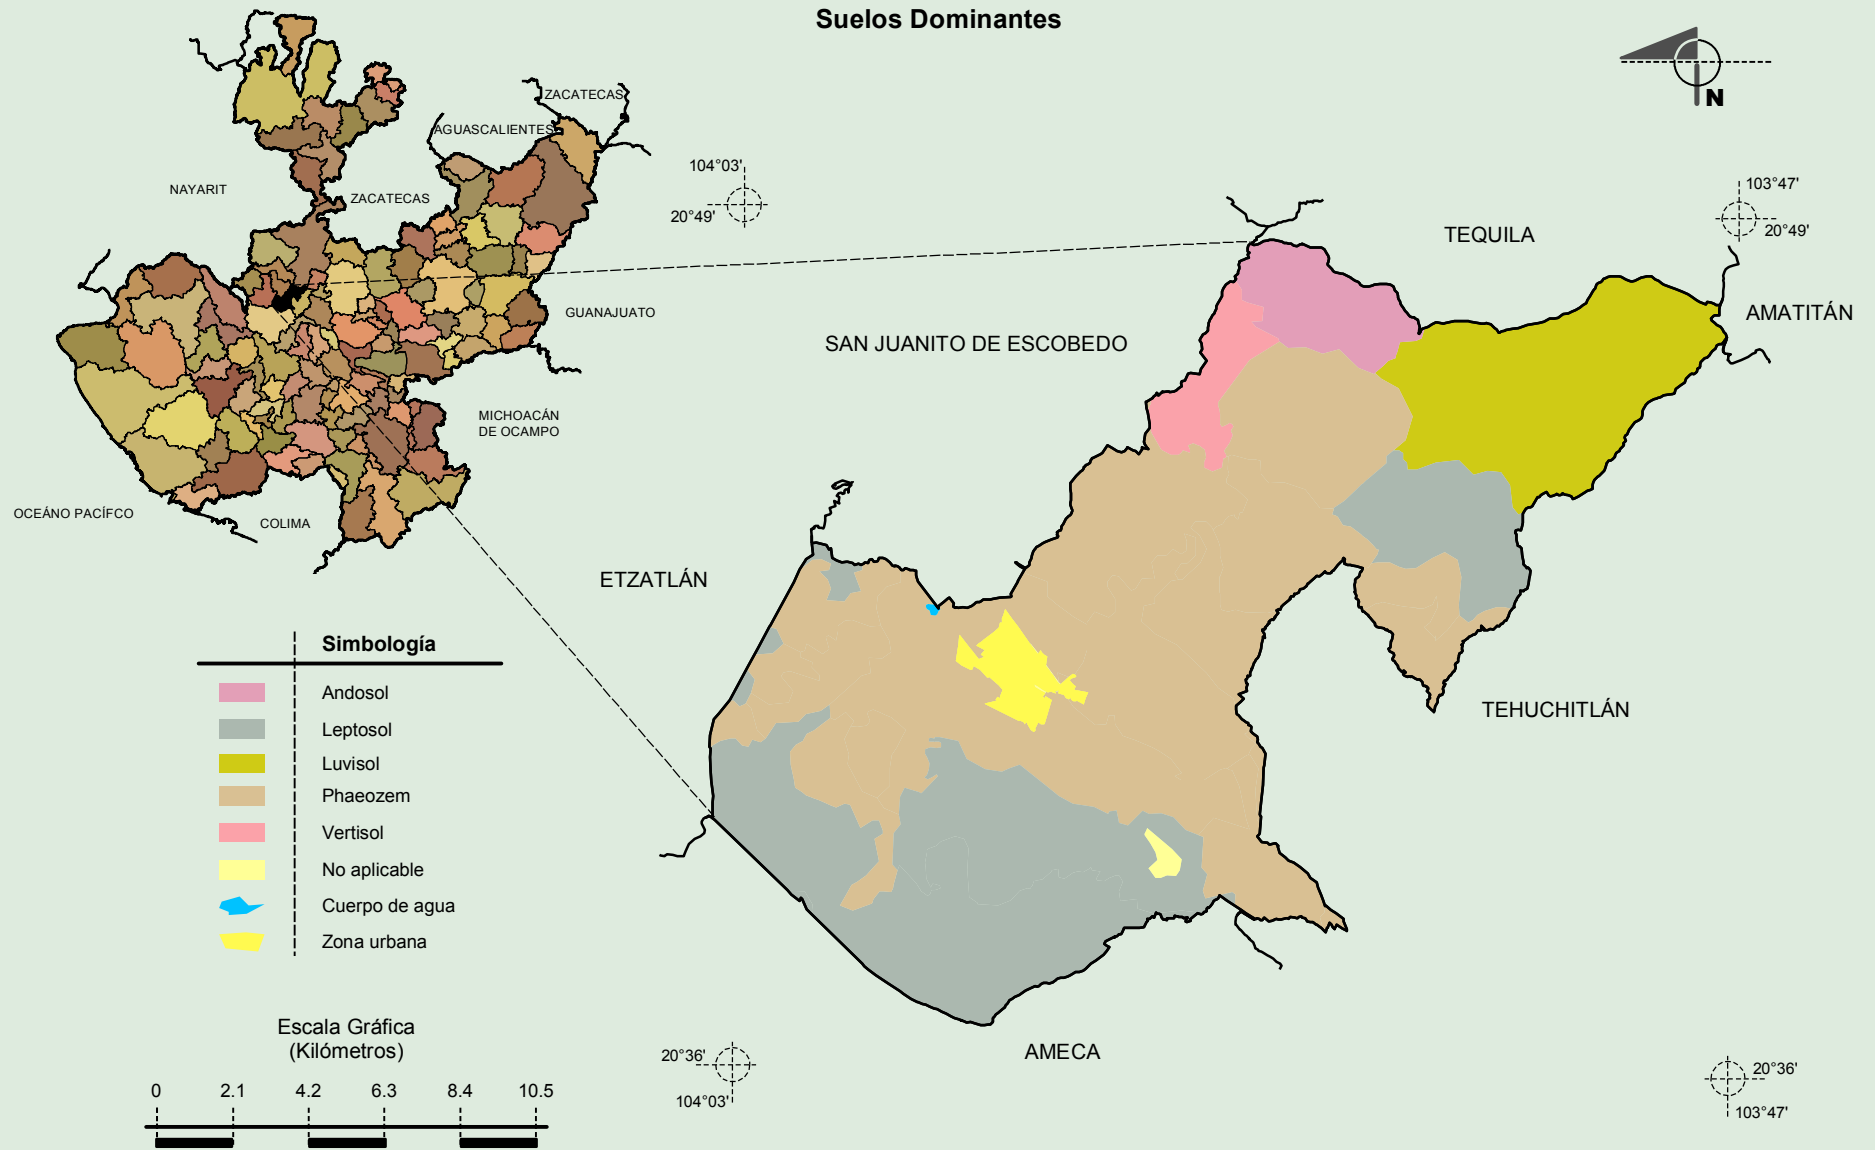 Suelos Dominantes
N
ZACATECAS
AGUASCALIENTES
NAYARIT
ZACATECAS
GUANAJUATO
MICHOACÁN
DE OCAMPO
OCEÁNO PACÍFCO
COLIMA
104°03'
20°49'
103°47'
20°49'
TEQUILA
AMATITÁN
SAN JUANITO DE ESCOBEDO
ETZATLÁN
TEHUCHITLÁN
AMECA
Simbología
Andosol
Leptosol
Luvisol
Phaeozem
Vertisol
No aplicable
Cuerpo de agua
Zona urbana
Escala Gráfica
(Kilómetros)
0 2.1 4.2 6.3 8.4 10.5
20°36'
104°03'
20°36'
103°47'